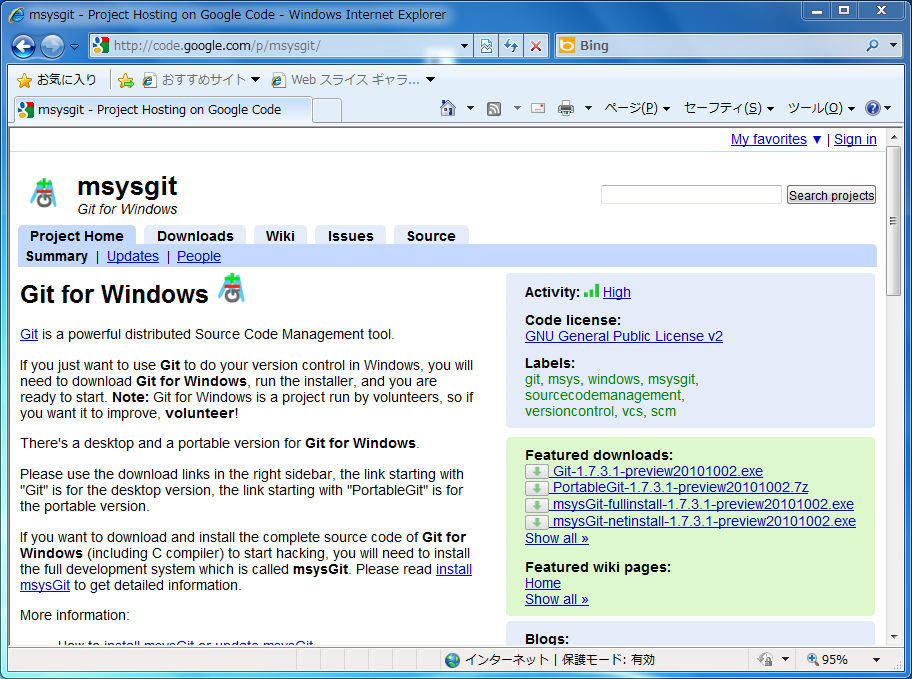 msysgit - Project Hosting on Google Code - Windows Internet Explorer
http://code.google.com/p/msysgit/
Bing
お気に入り
おすすめサイト
Web スライス ギャラ...
msysgit - Project Hosting on Google Code
ページ(P)
セーフティ(S)
ツール(O)
My favorites ▼ | Sign in
msysgit
Git for Windows
Search projects
Project Home
Downloads
Wiki
Issues
Source
Summary | Updates | People
Git for Windows
Git is a powerful distributed Source Code Management tool.
If you just want to use Git to do your version control in Windows, you will
need to download Git for Windows, run the installer, and you are
ready to start. Note: Git for Windows is a project run by volunteers, so if
you want it to improve, volunteer!
There's a desktop and a portable version for Git for Windows.
Please use the download links in the right sidebar, the link starting with
"Git" is for the desktop version, the link starting with "PortableGit" is for
the portable version.
If you want to download and install the complete source code of Git for
Windows (including C compiler) to start hacking, you will need to install
the full development system which is called msysGit. Please read install
msysGit to get detailed information.
More information:
How to install msysGit or update msysGit
Activity: High
Code license:
GNU General Public License v2
Labels:
git, msys, windows, msysgit,
sourcecodemanagement,
versioncontrol, vcs, scm
Featured downloads:
Git-1.7.3.1-preview20101002.exe
PortableGit-1.7.3.1-preview20101002.7z
msysGit-fullinstall-1.7.3.1-preview20101002.exe
msysGit-netinstall-1.7.3.1-preview20101002.exe
Show all »
Featured wiki pages:
Home
Show all »
Blogs:
インターネット | 保護モード: 有効
95%